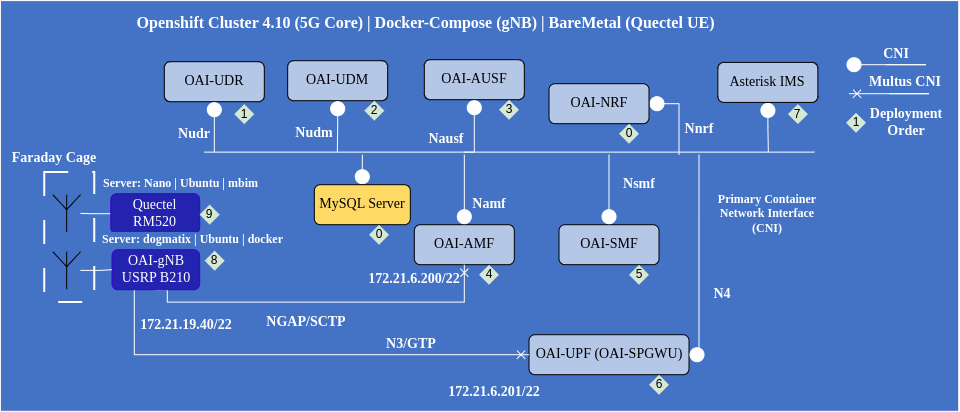 Openshift Cluster 4.10 (5G Core) | Docker-Compose (gNB) | BareMetal (Quectel UE)
OAI-UDR
1
Nudr
OAI-UDM
2
Nudm
OAI-AUSF
3
Nausf
OAI-NRF
0
Nnrf
Asterisk IMS
7
CNI
Multus CNI
1
Deployment
Order
Faraday Cage
Server: Nano | Ubuntu | mbim
Quectel
RM520
9
Server: dogmatix | Ubuntu | docker
OAI-gNB
USRP B210
8
MySQL Server
0
Namf
OAI-AMF
4
172.21.6.200/22
Nsmf
OAI-SMF
5
Primary Container
Network Interface
(CNI)
N4
NGAP/SCTP
172.21.19.40/22
N3/GTP
OAI-UPF (OAI-SPGWU)
6
172.21.6.201/22